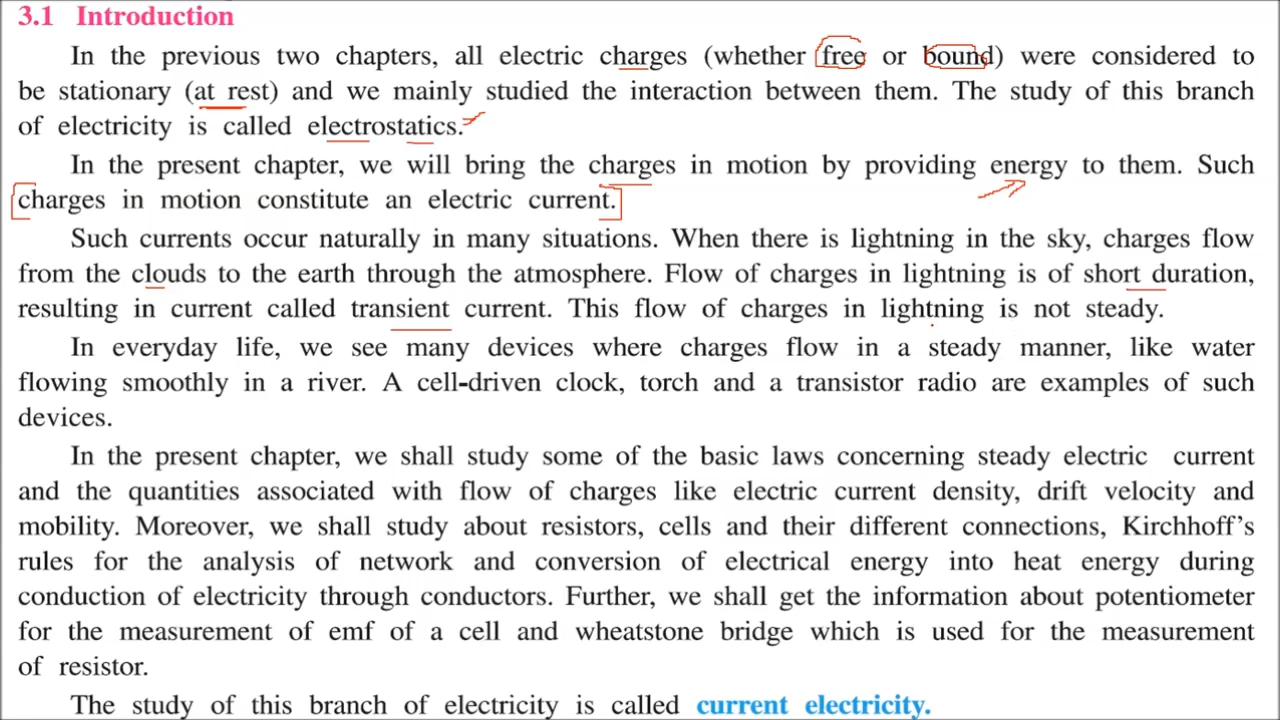 3.1 Introduction
In the previous two chapters, all electric charges (whether free or bound) were considered to
be stationary (at rest) and we mainly studied the interaction between them. The study of this branch
of electricity is called electrostatics.
In the present chapter, we will bring the charges in motion by providing energy to them. Such
charges in motion constitute an electric current.
Such currents occur naturally in many situations. When there is lightning in the sky, charges flow
from the clouds to the earth through the atmosphere. Flow of charges in lightning is of short duration,
resulting in current called transient current. This flow of charges in lightning is not steady.
In everyday life, we see many devices where charges flow in a steady manner, like water
flowing smoothly in a river. A cell-driven clock, torch and a transistor radio are examples of such
devices.
In the present chapter, we shall study some of the basic laws concerning steady electric current
and the quantities associated with flow of charges like electric current density, drift velocity and
mobility. Moreover, we shall study about resistors, cells and their different connections, Kirchhoff's
rules for the analysis of network and conversion of electrical energy into heat energy during
conduction of electricity through conductors. Further, we shall get the information about potentiometer
for the measurement of emf of a cell and wheatstone bridge which is used for the measurement
of resistor.
The study of this branch of electricity is called current electricity.